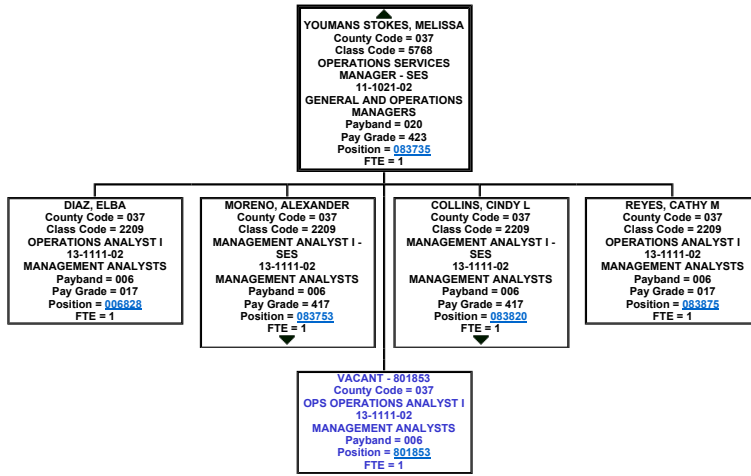 YOUMANS STOKES, MELISSA
County Code = 037
Class Code = 5768
OPERATIONS SERVICES
MANAGER - SES
11-1021-02
GENERAL AND OPERATIONS
MANAGERS
Payband = 020
Pay Grade = 423
Position = 083735
FTE = 1
DIAZ, ELBA
County Code = 037
Class Code = 2209
OPERATIONS ANALYST I
13-1111-02
MANAGEMENT ANALYSTS
Payband = 006
Pay Grade = 017
Position = 006828
FTE = 1
MORENO, ALEXANDER
County Code = 037
Class Code = 2209
MANAGEMENT ANALYST I -
SES
13-1111-02
MANAGEMENT ANALYSTS
Payband = 006
Pay Grade = 417
Position = 083753
FTE = 1
COLLINS, CINDY L
County Code = 037
Class Code = 2209
MANAGEMENT ANALYST I -
SES
13-1111-02
MANAGEMENT ANALYSTS
Payband = 006
Pay Grade = 417
Position = 083820
FTE = 1
REYES, CATHY M
County Code = 037
Class Code = 2209
OPERATIONS ANALYST I
13-1111-02
MANAGEMENT ANALYSTS
Payband = 006
Pay Grade = 017
Position = 083875
FTE = 1
VACANT - 801853
County Code = 037
OPS OPERATIONS ANALYST I
13-1111-02
MANAGEMENT ANALYSTS
Payband = 006
Position = 801853
FTE = 1